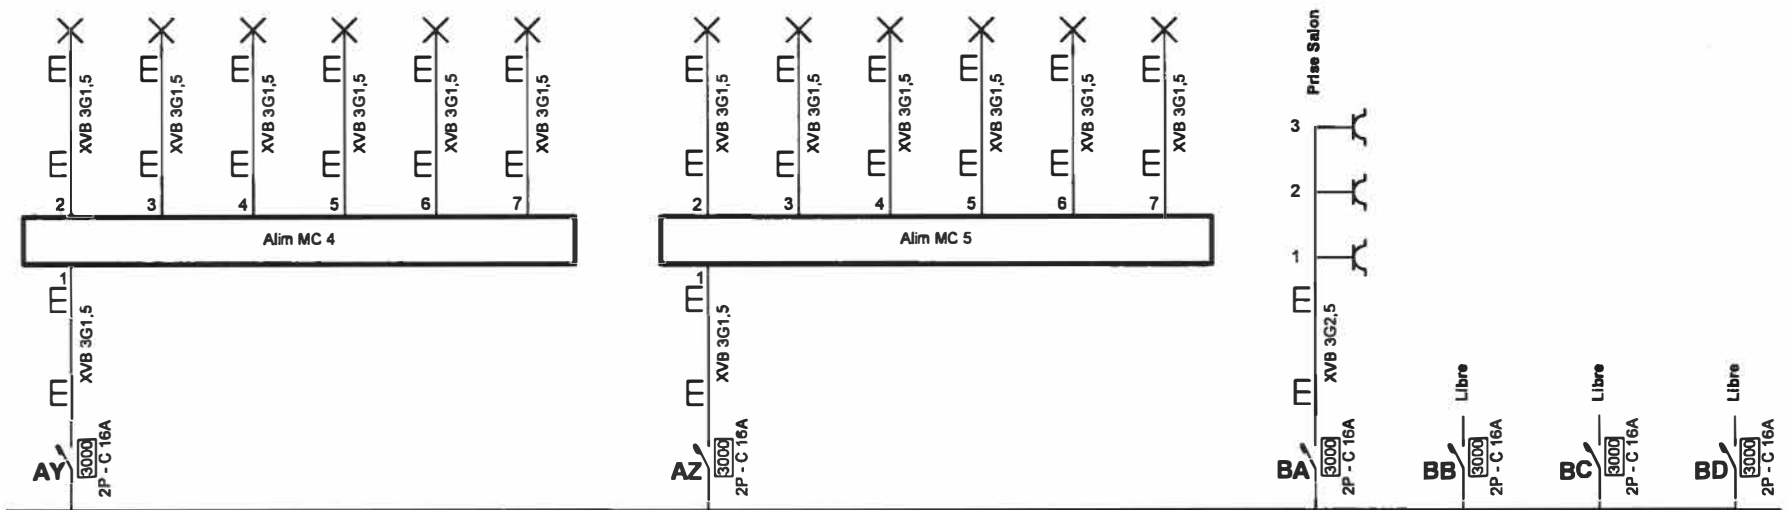 XVB 3G1,5
XVB 3G1,5
XVB 3G1,5
XVB 3G1,5
XVB 3G1,5
XVB 3G1,5
2
3
4
5
6
7
Alim MC 4
1
XVB 3G1,5
AY
3000
2P - C 16A
XVB 3G1,5
XVB 3G1,5
XVB 3G1,5
XVB 3G1,5
XVB 3G1,5
XVB 3G1,5
2
3
4
5
6
7
Alim MC 5
1
XVB 3G1,5
AZ
3000
2P - C 16A
Prise Salon
3
2
1
XVB 3G2,5
BA
3000
2P - C 16A
Libre
BB
3000
2P - C 16A
Libre
BC
3000
2P - C 16A
Libre
BD
3000
2P - C 16A